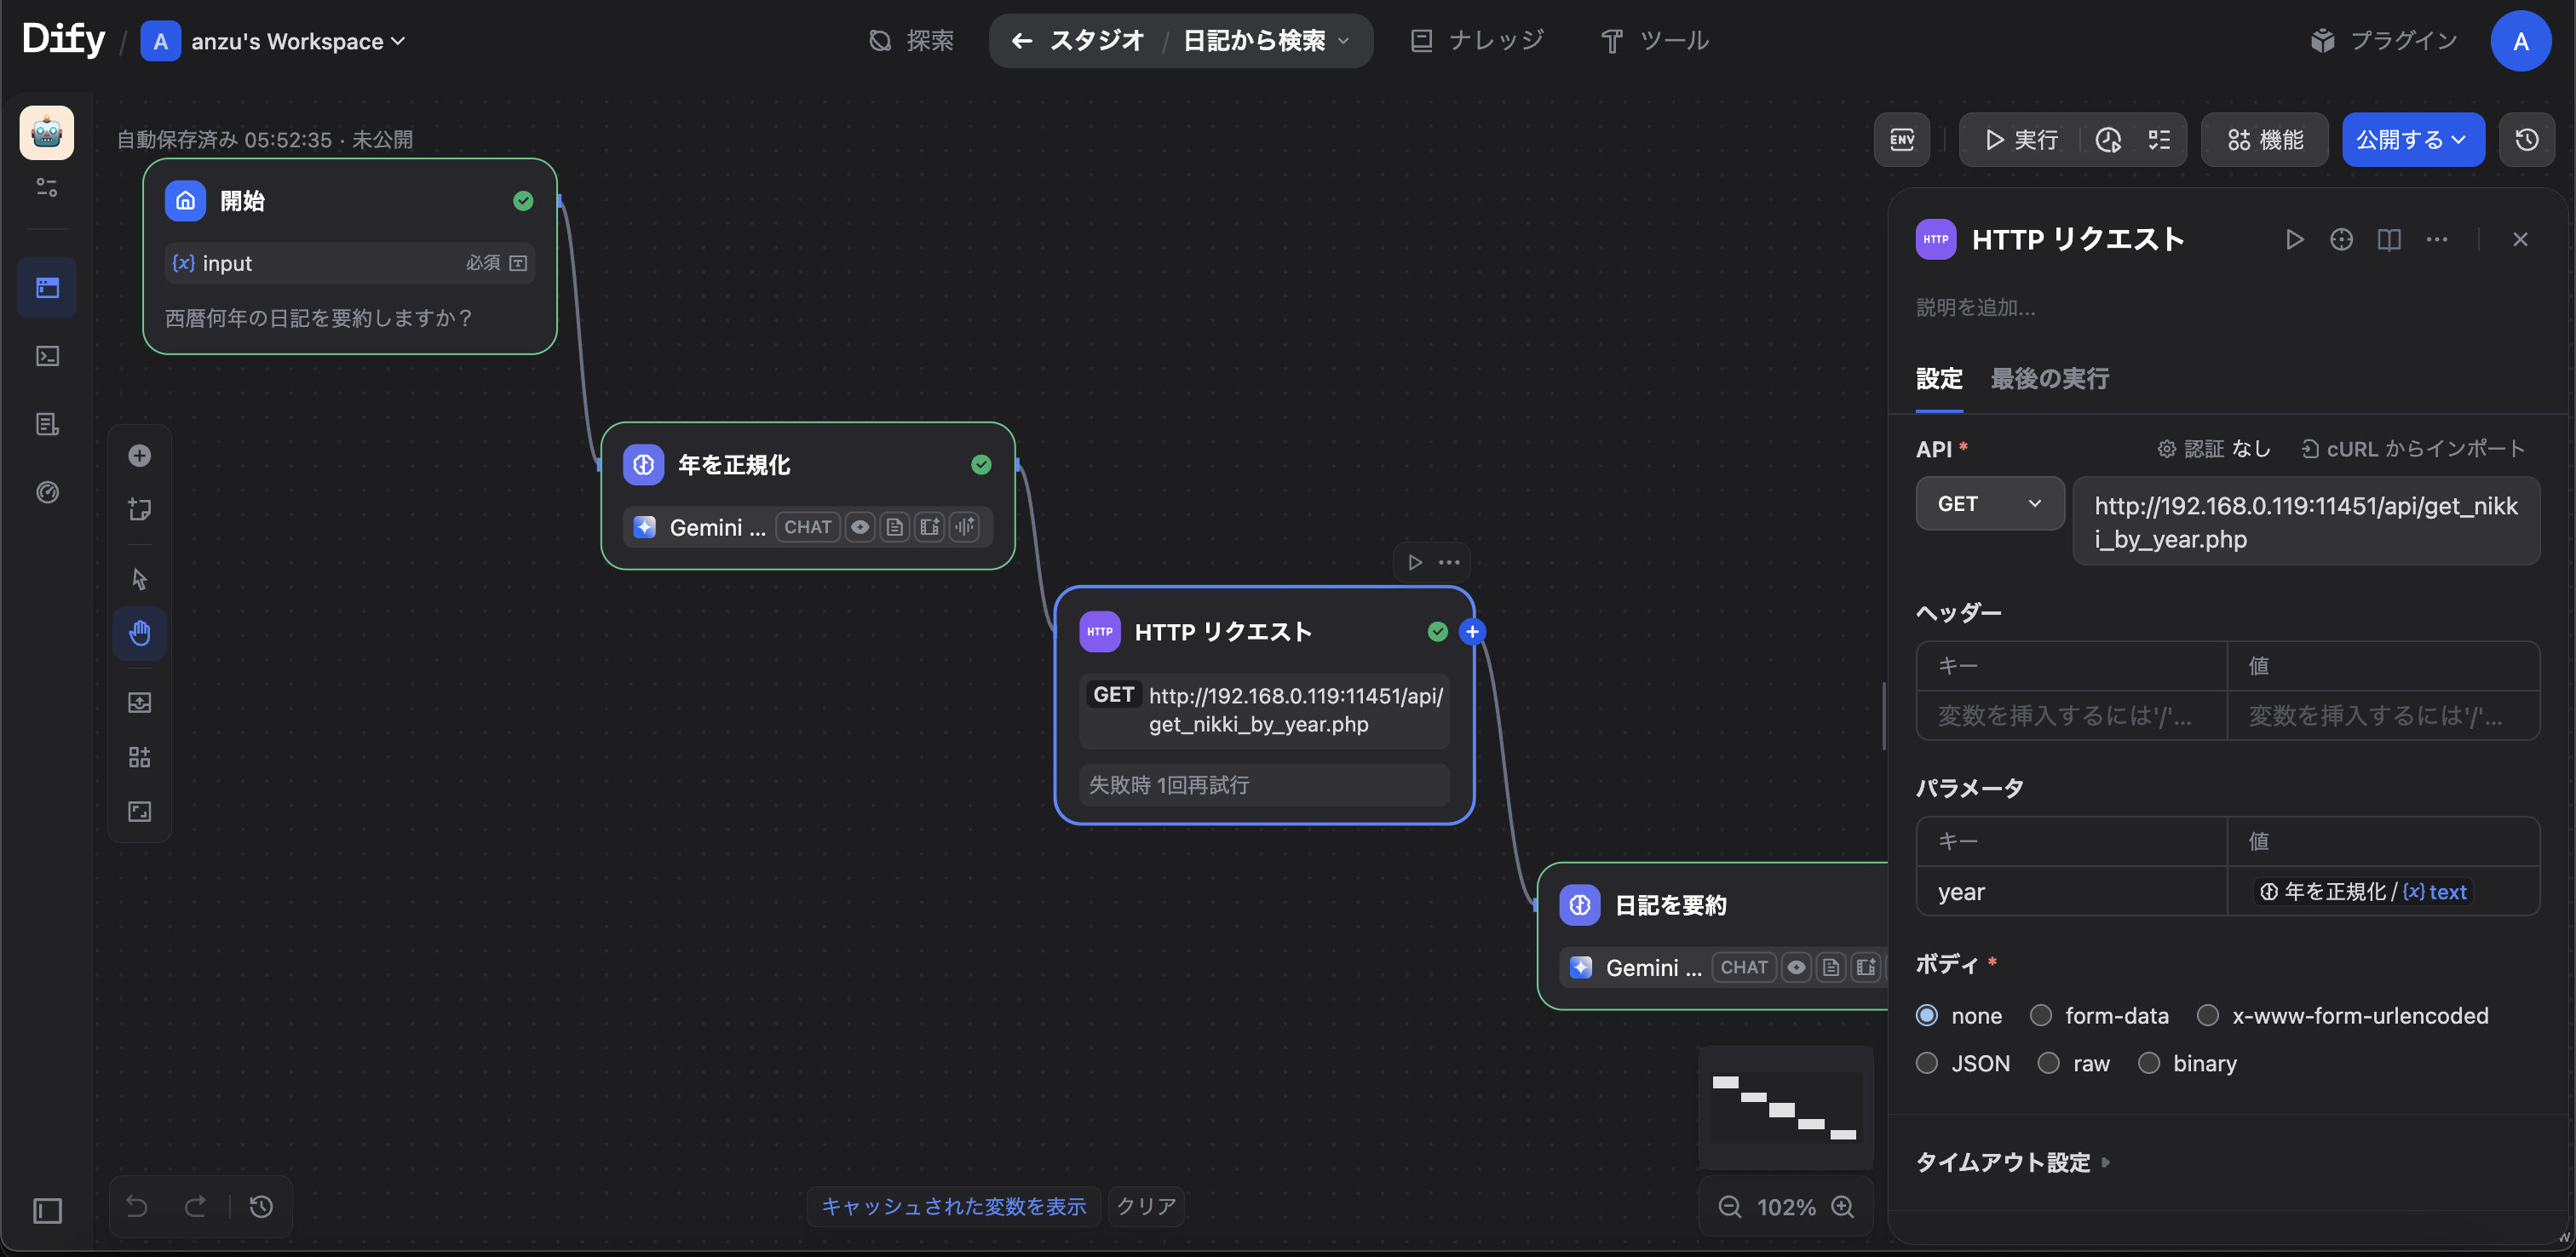 Dify / A anzu's Workspace
探索
スタジオ / 日記から検索
ナレッジ
ツール
プラグイン
A
自動保存済み 05:52:35 · 未公開
ENV
実行
機能
公開する
開始
{x} input 必須
西暦何年の日記を要約しますか？
年を正規化
Gemini ... CHAT
HTTP HTTP リクエスト
GET http://192.168.0.119:11451/api/
get_nikki_by_year.php
失敗時 1回再試行
日記を要約
Gemini ... CHAT
キャッシュされた変数を表示
クリア
102%
HTTP HTTP リクエスト
説明を追加...
設定 最後の実行
API * 認証 なし cURL からインポート
GET http://192.168.0.119:11451/api/get_nikk
i_by_year.php
ヘッダー
キー 値
変数を挿入するには'/'... 変数を挿入するには'/'...
パラメータ
キー 値
year 年を正規化 / {x} text
ボディ *
none form-data x-www-form-urlencoded
JSON raw binary
タイムアウト設定